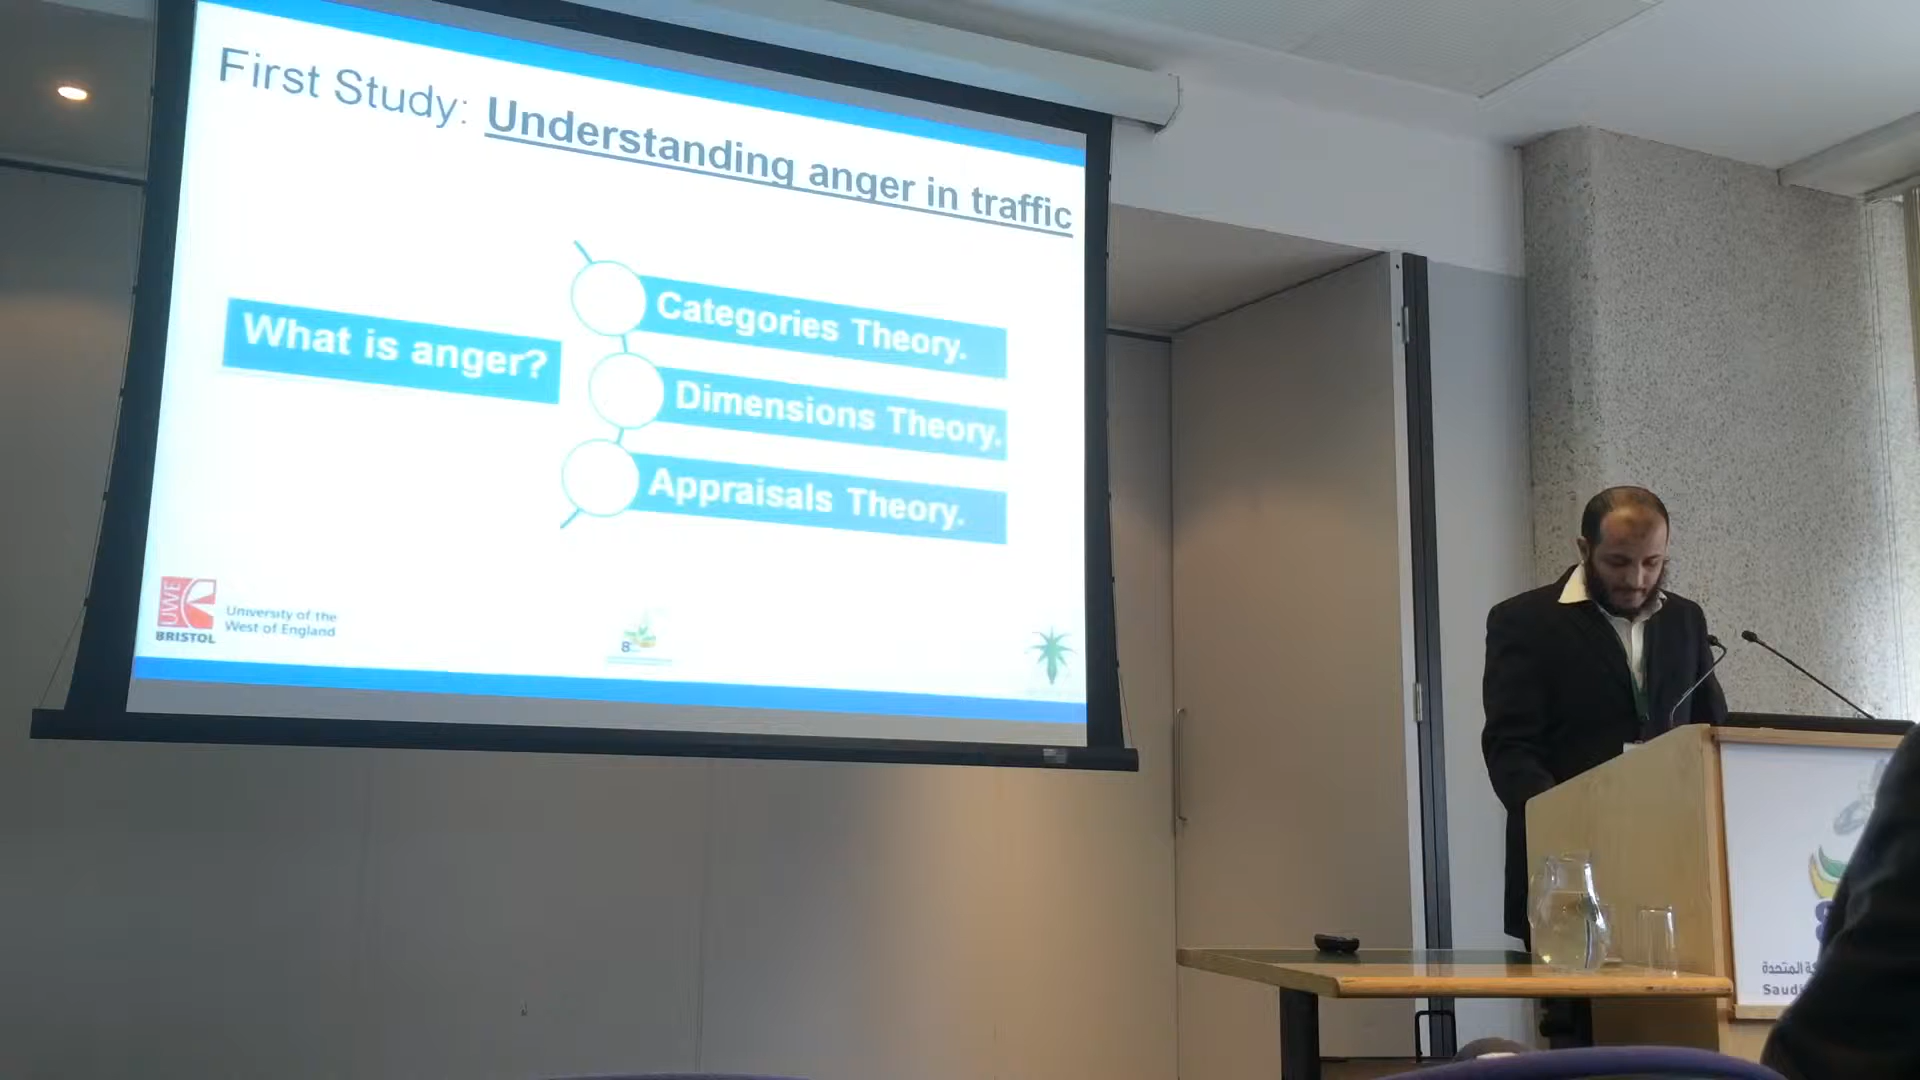 First Study: Understanding anger in traffic
What is anger?
Categories Theory.
Dimensions Theory.
Appraisals Theory.
UWE
BRISTOL
University of the
West of England
8
المتحدة
Saudi